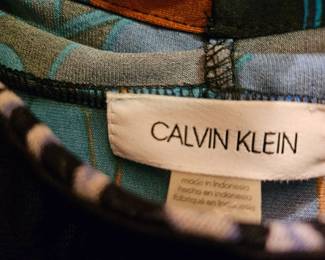 CALVIN KLEIN
made in Indonesia
hecho en Indonesia
fabriqué en Indonésie